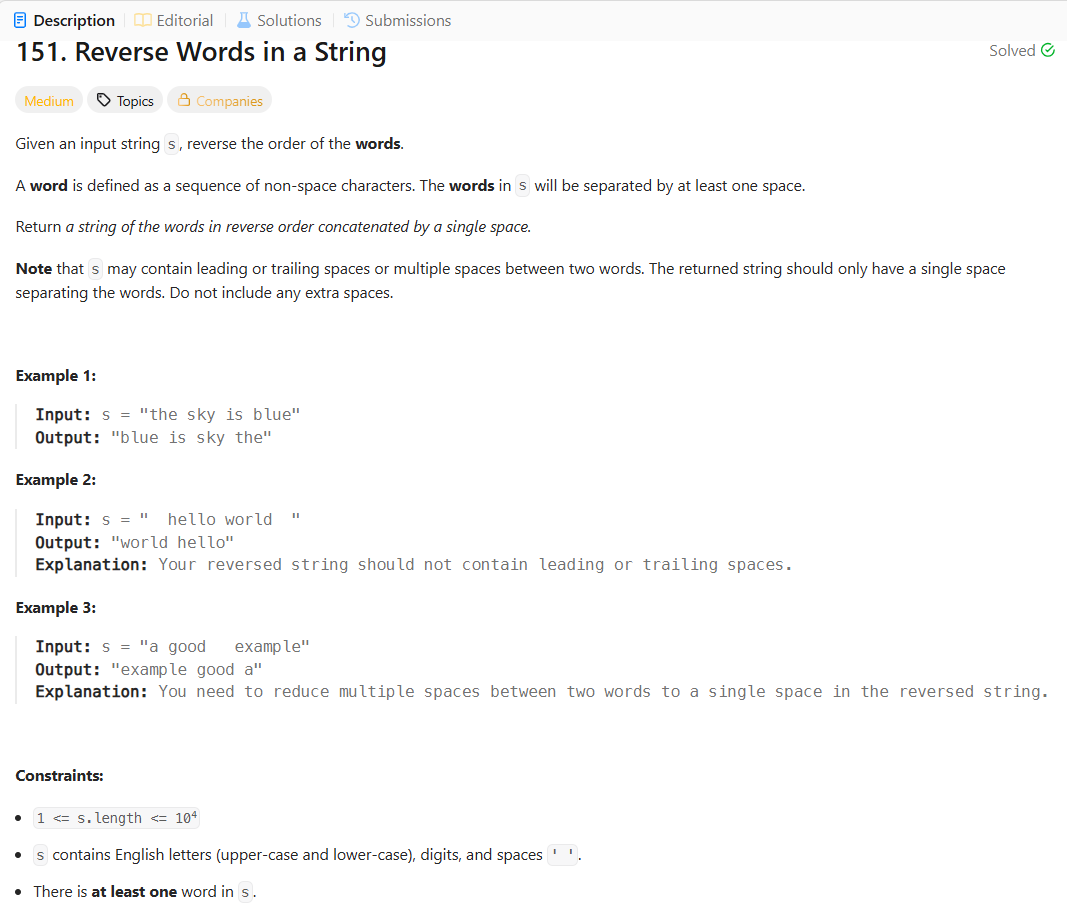 Description Editorial Solutions Submissions
151. Reverse Words in a String Solved
Medium Topics Companies
Given an input string s, reverse the order of the words.
A word is defined as a sequence of non-space characters. The words in s will be separated by at least one space.
Return a string of the words in reverse order concatenated by a single space.
Note that s may contain leading or trailing spaces or multiple spaces between two words. The returned string should only have a single space
separating the words. Do not include any extra spaces.
Example 1:
Input: s = "the sky is blue"
Output: "blue is sky the"
Example 2:
Input: s = "  hello world  "
Output: "world hello"
Explanation: Your reversed string should not contain leading or trailing spaces.
Example 3:
Input: s = "a good   example"
Output: "example good a"
Explanation: You need to reduce multiple spaces between two words to a single space in the reversed string.
Constraints:
• 1 <= s.length <= 10⁴
• s contains English letters (upper-case and lower-case), digits, and spaces ' '.
• There is at least one word in s.